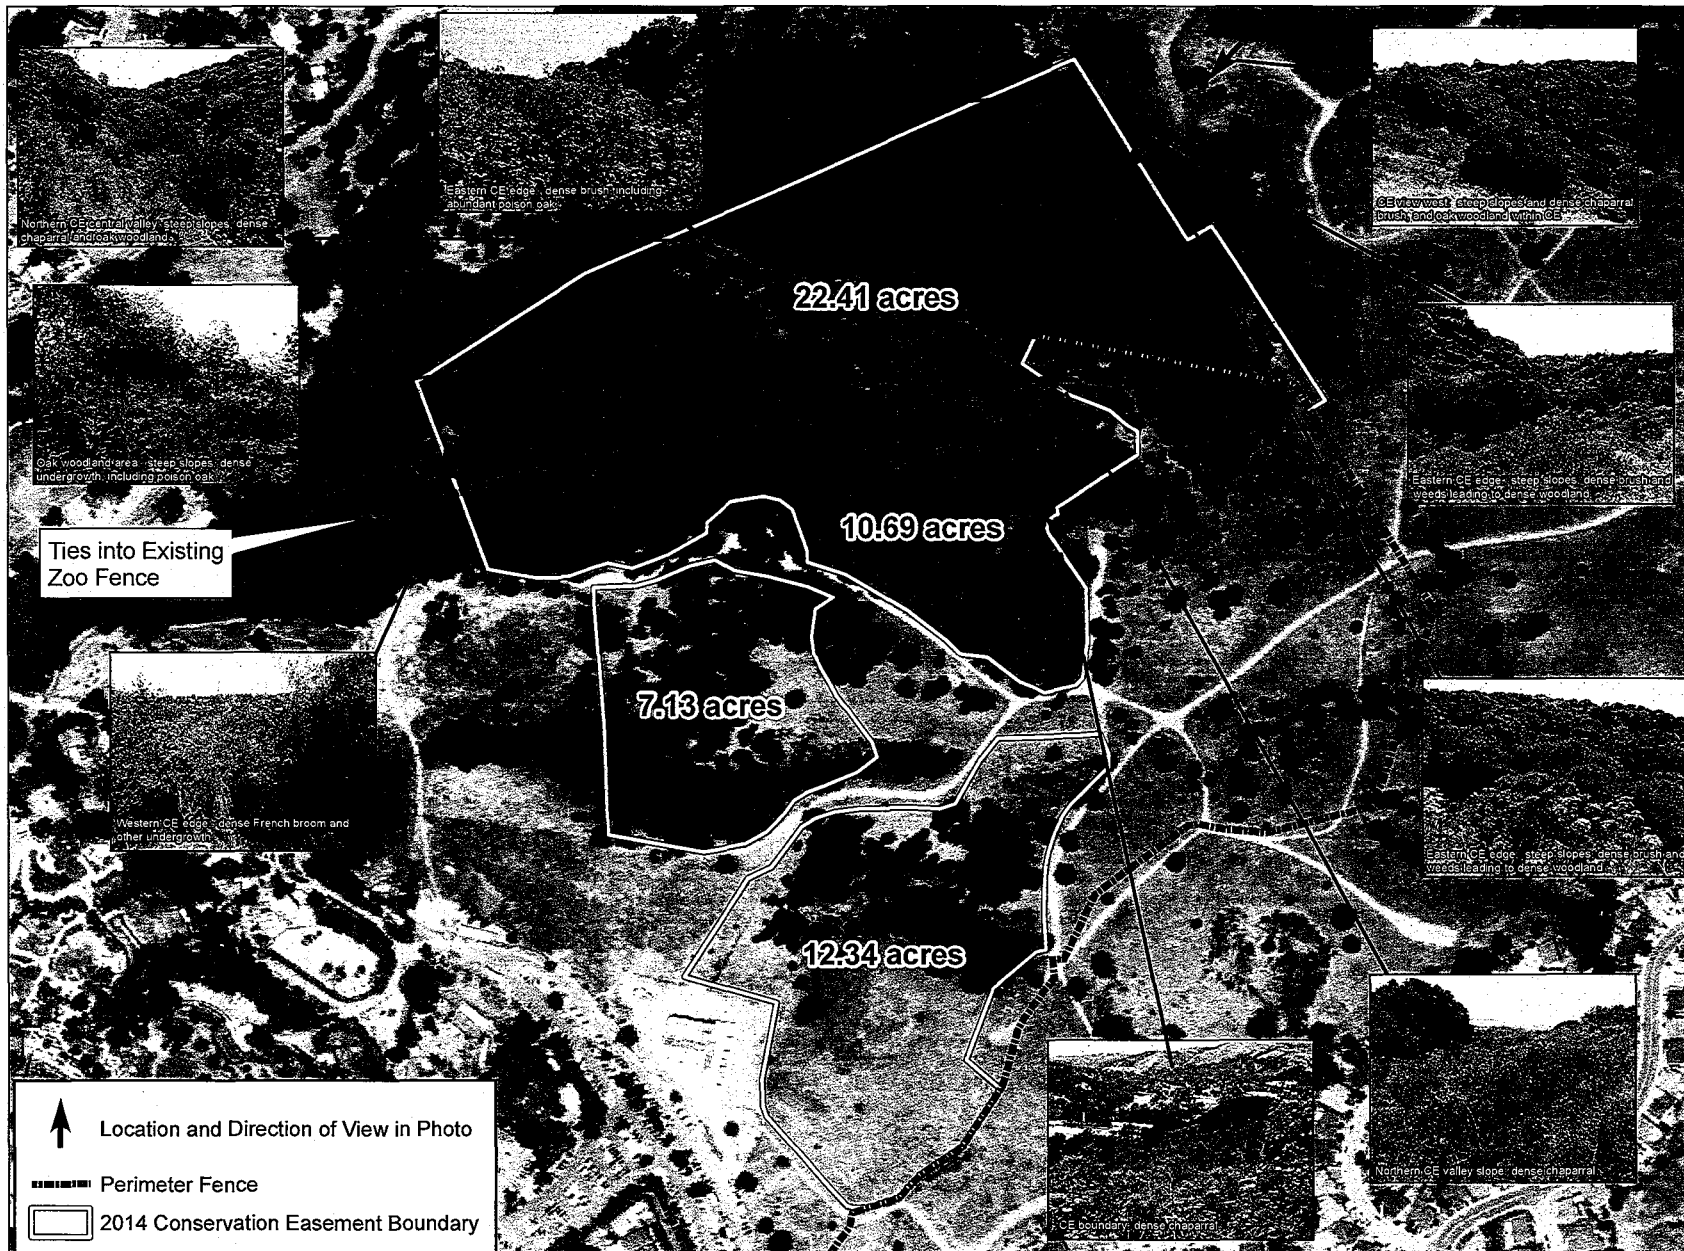 Northern CE central valley steep slopes, dense
chaparral and oak woodland
Eastern CE edge dense brush including
abundant poison oak
CE view west steep slopes and dense chaparral
brush, and oak woodland within CE
22.41 acres
Oak woodland area steep slopes, dense
undergrowth, including poison oak
Eastern CE edge- steep slopes, dense brush and
weeds leading to dense woodland
10.69 acres
Ties into Existing
Zoo Fence
7.13 acres
Western CE edge - dense French broom and
other undergrowth
Eastern CE edge steep slopes, dense brush and
weeds leading to dense woodland
12.34 acres
Northern CE valley slope, dense chaparral
CE boundary dense chaparral
Location and Direction of View in Photo
Perimeter Fence
2014 Conservation Easement Boundary